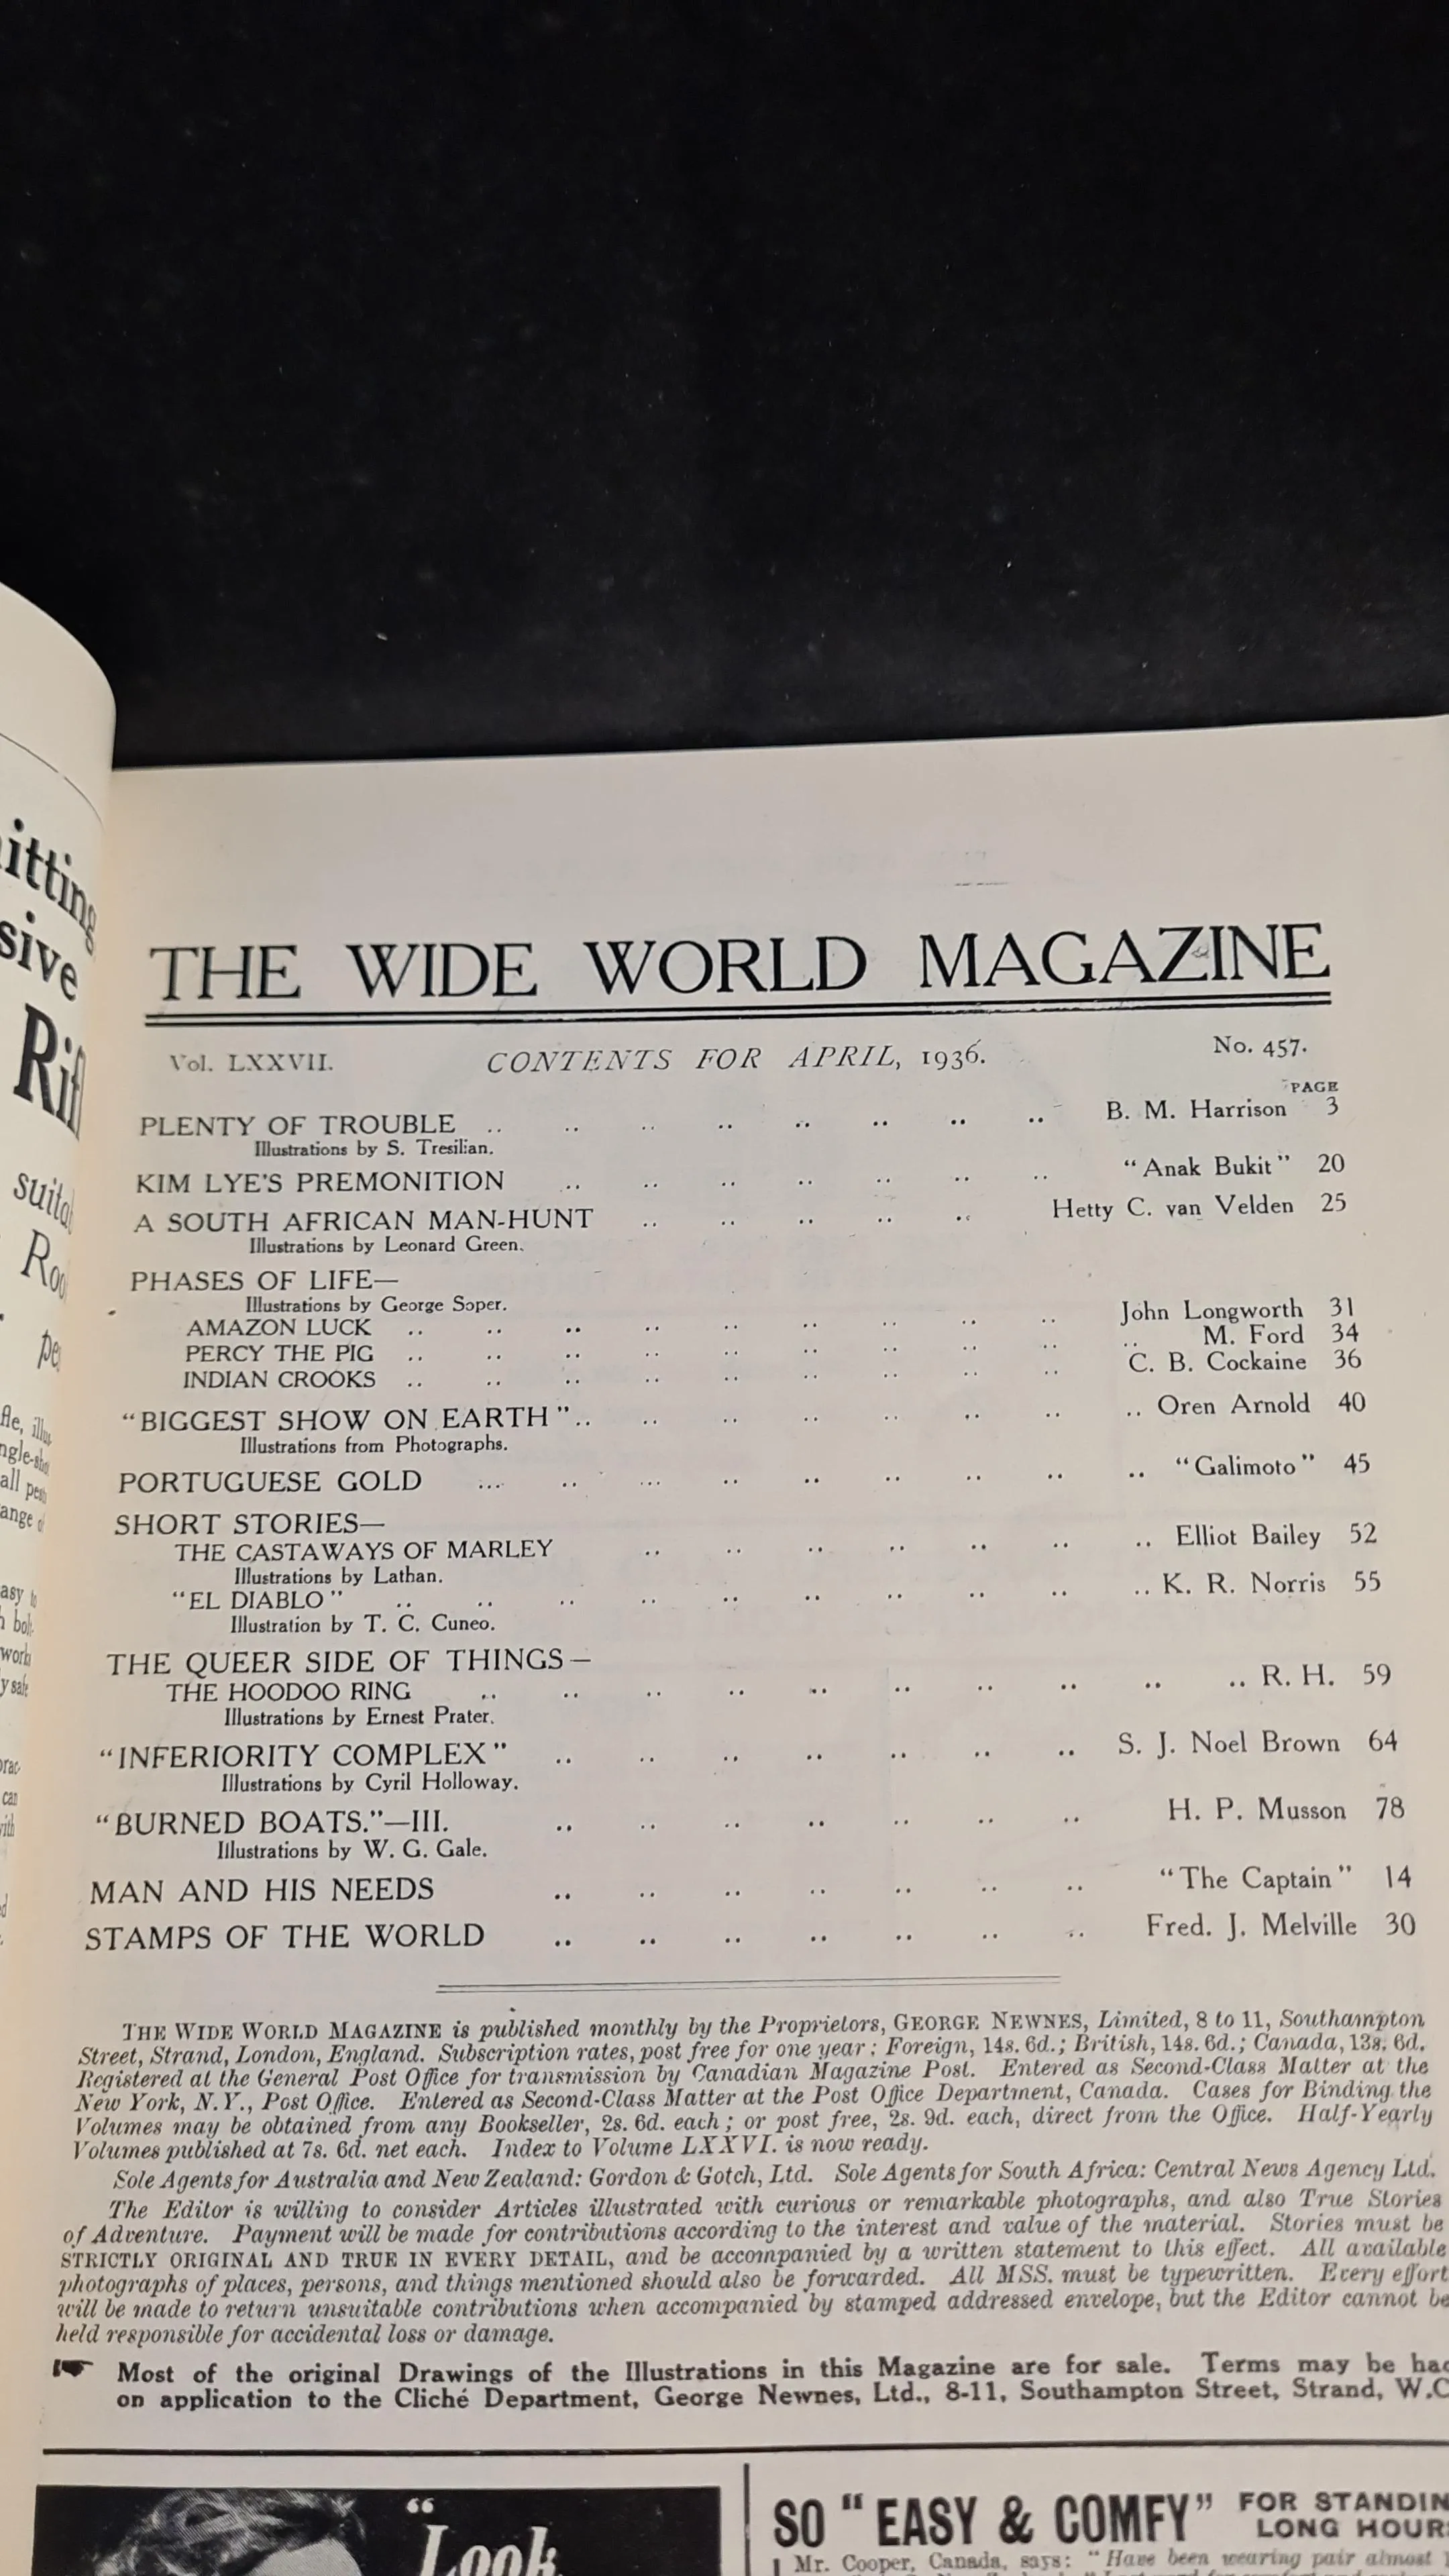 itting
sive
Rif
suita
Roo
pe
THE WIDE WORLD MAGAZINE
Vol. LXXVII. CONTENTS FOR APRIL, 1936. No. 457.
PAGE
PLENTY OF TROUBLE .. .. .. .. .. .. .. .. B. M. Harrison 3
Illustrations by S. Tresilian.
KIM LYE'S PREMONITION .. .. .. .. .. .. .. "Anak Bukit" 20
A SOUTH AFRICAN MAN-HUNT .. .. .. .. .. Hetty C. van Velden 25
Illustrations by Leonard Green.
PHASES OF LIFE—
Illustrations by George Soper.
AMAZON LUCK .. .. .. .. .. .. .. .. .. John Longworth 31
PERCY THE PIG .. .. .. .. .. .. .. .. .. .. M. Ford 34
INDIAN CROOKS .. .. .. .. .. .. .. .. .. C. B. Cockaine 36
"BIGGEST SHOW ON EARTH".. .. .. .. .. .. .. .. Oren Arnold 40
Illustrations from Photographs.
PORTUGUESE GOLD ... .. ... .. .. .. .. .. .. "Galimoto" 45
SHORT STORIES—
THE CASTAWAYS OF MARLEY .. .. .. .. .. .. .. Elliot Bailey 52
Illustrations by Lathan.
"EL DIABLO" .. .. .. .. .. .. .. .. .. .. K. R. Norris 55
Illustration by T. C. Cuneo.
THE QUEER SIDE OF THINGS—
THE HOODOO RING .. .. .. .. .. .. .. .. .. .. R. H. 59
Illustrations by Ernest Prater.
"INFERIORITY COMPLEX" .. .. .. .. .. .. .. S. J. Noel Brown 64
Illustrations by Cyril Holloway.
"BURNED BOATS."—III. .. .. .. .. .. .. .. H. P. Musson 78
Illustrations by W. G. Gale.
MAN AND HIS NEEDS .. .. .. .. .. .. .. "The Captain" 14
STAMPS OF THE WORLD .. .. .. .. .. .. .. Fred. J. Melville 30
THE WIDE WORLD MAGAZINE is published monthly by the Proprietors, GEORGE NEWNES, Limited, 8 to 11, Southampton
Street, Strand, London, England. Subscription rates, post free for one year: Foreign, 14s. 6d.; British, 14s. 6d.; Canada, 13s. 6d.
Registered at the General Post Office for transmission by Canadian Magazine Post. Entered as Second-Class Matter at the
New York, N.Y., Post Office. Entered as Second-Class Matter at the Post Office Department, Canada. Cases for Binding the
Volumes may be obtained from any Bookseller, 2s. 6d. each; or post free, 2s. 9d. each, direct from the Office. Half-Yearly
Volumes published at 7s. 6d. net each. Index to Volume LXXVI. is now ready.
Sole Agents for Australia and New Zealand: Gordon & Gotch, Ltd. Sole Agents for South Africa: Central News Agency Ltd.
The Editor is willing to consider Articles illustrated with curious or remarkable photographs, and also True Stories
of Adventure. Payment will be made for contributions according to the interest and value of the material. Stories must be
STRICTLY ORIGINAL AND TRUE IN EVERY DETAIL, and be accompanied by a written statement to this effect. All available
photographs of places, persons, and things mentioned should also be forwarded. All MSS. must be typewritten. Every effort
will be made to return unsuitable contributions when accompanied by stamped addressed envelope, but the Editor cannot be
held responsible for accidental loss or damage.
Most of the original Drawings of the Illustrations in this Magazine are for sale. Terms may be had
on application to the Cliché Department, George Newnes, Ltd., 8-11, Southampton Street, Strand, W.C
"Look
SO "EASY & COMFY" FOR STANDIN
LONG HOURS
Mr. Cooper, Canada, says: "Have been wearing pair almost